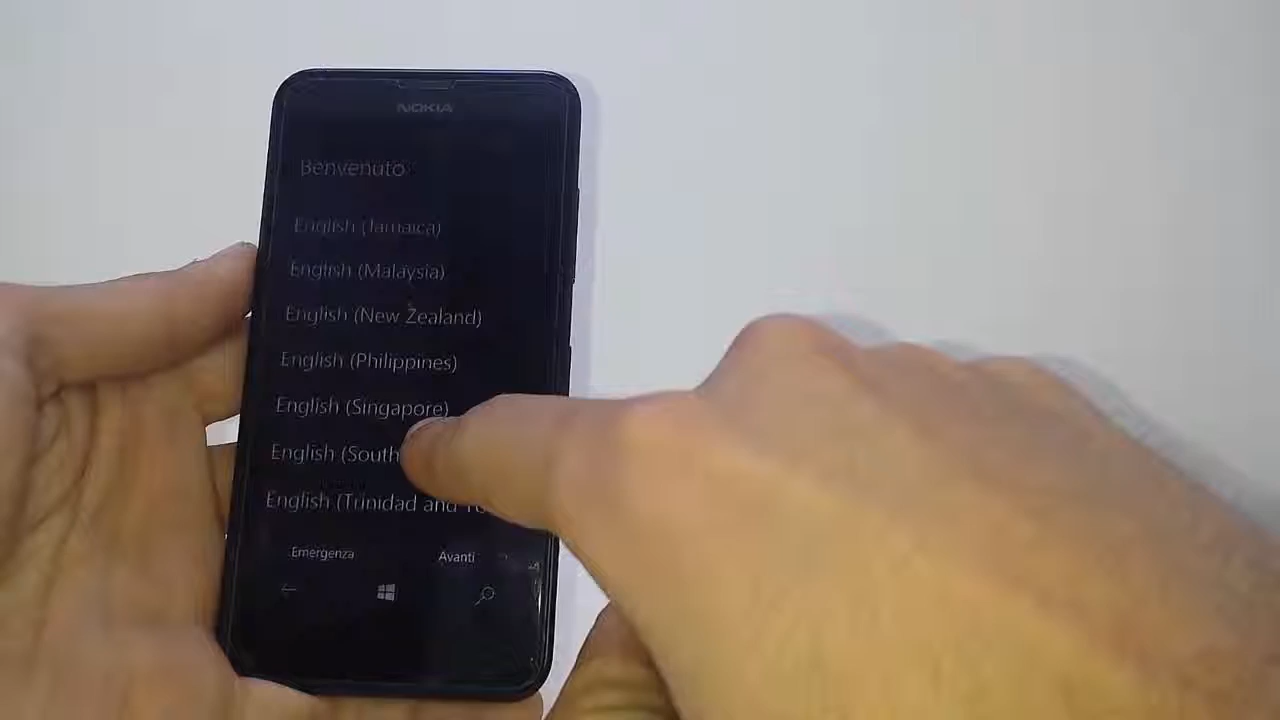 NOKIA
Benvenuto
English (Jamaica)
English (Malaysia)
English (New Zealand)
English (Philippines)
English (Singapore)
English (South
English (Trinidad and
Emergenza Avanti